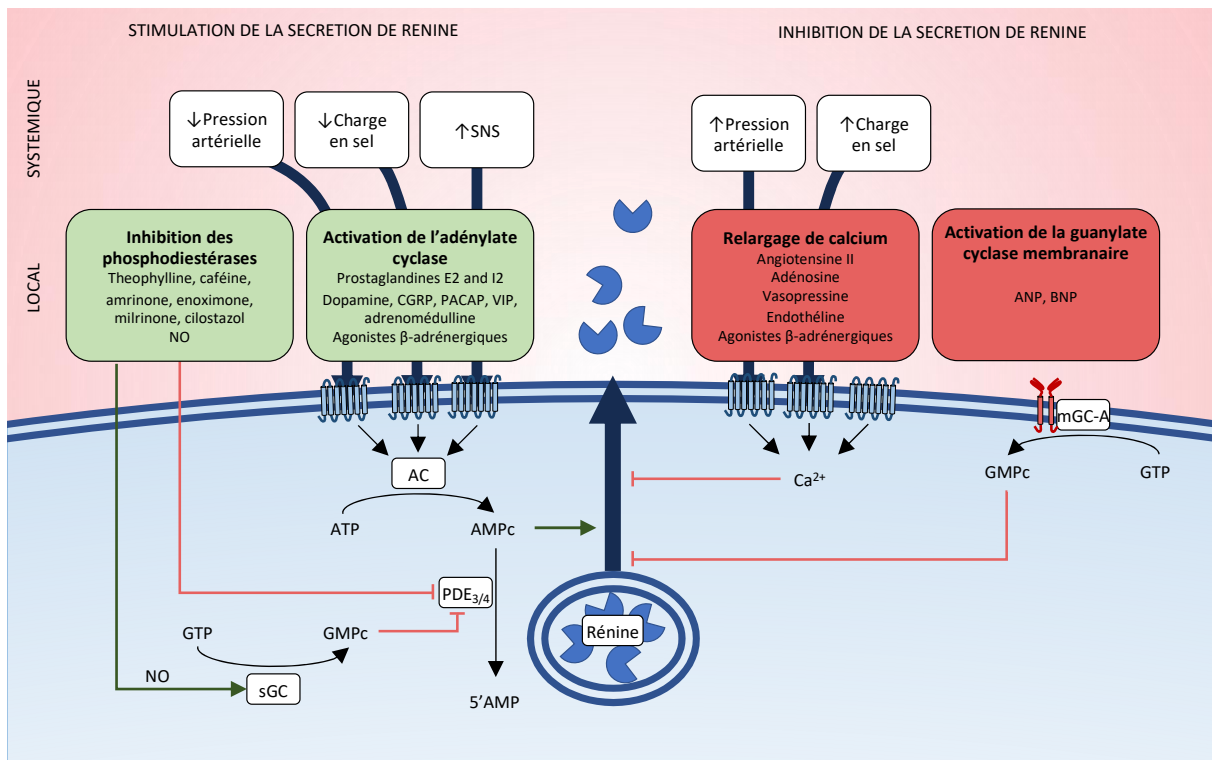 STIMULATION DE LA SECRETION DE RENINE
INHIBITION DE LA SECRETION DE RENINE
SYSTEMIQUE
↓Pression
artérielle
↓Charge
en sel
↑SNS
↑Pression
artérielle
↑Charge
en sel
LOCAL
Inhibition des
phosphodiestérases
Theophylline, caféine,
amrinone, enoximone,
milrinone, cilostazol
NO
Activation de l'adénylate
cyclase
Prostaglandines E2 and I2
Dopamine, CGRP, PACAP, VIP,
adrenomédulline
Agonistes β-adrénergiques
Relargage de calcium
Angiotensine II
Adénosine
Vasopressine
Endothéline
Agonistes β-adrénergiques
Activation de la guanylate
cyclase membranaire
ANP, BNP
mGC-A
AC
ATP
AMPc
Ca²⁺
GMPc
GTP
PDE₃/₄
GTP
GMPc
NO
sGC
5'AMP
Rénine